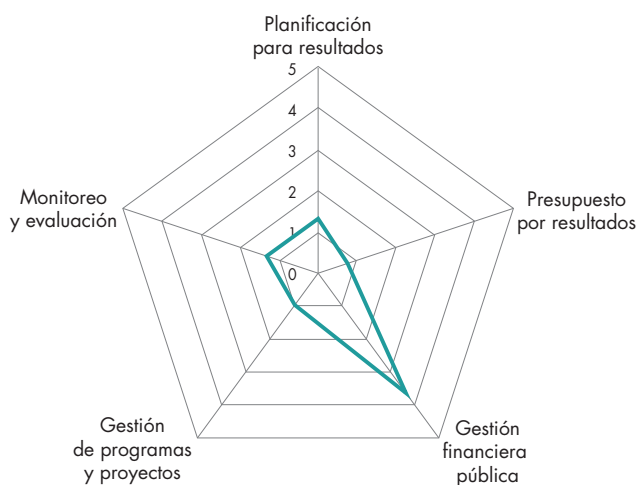 Planificación
para resultados
5
4
3
2
1
0
Monitoreo
y evaluación
Presupuesto
por resultados
Gestión
de programas
y proyectos
Gestión
financiera
pública